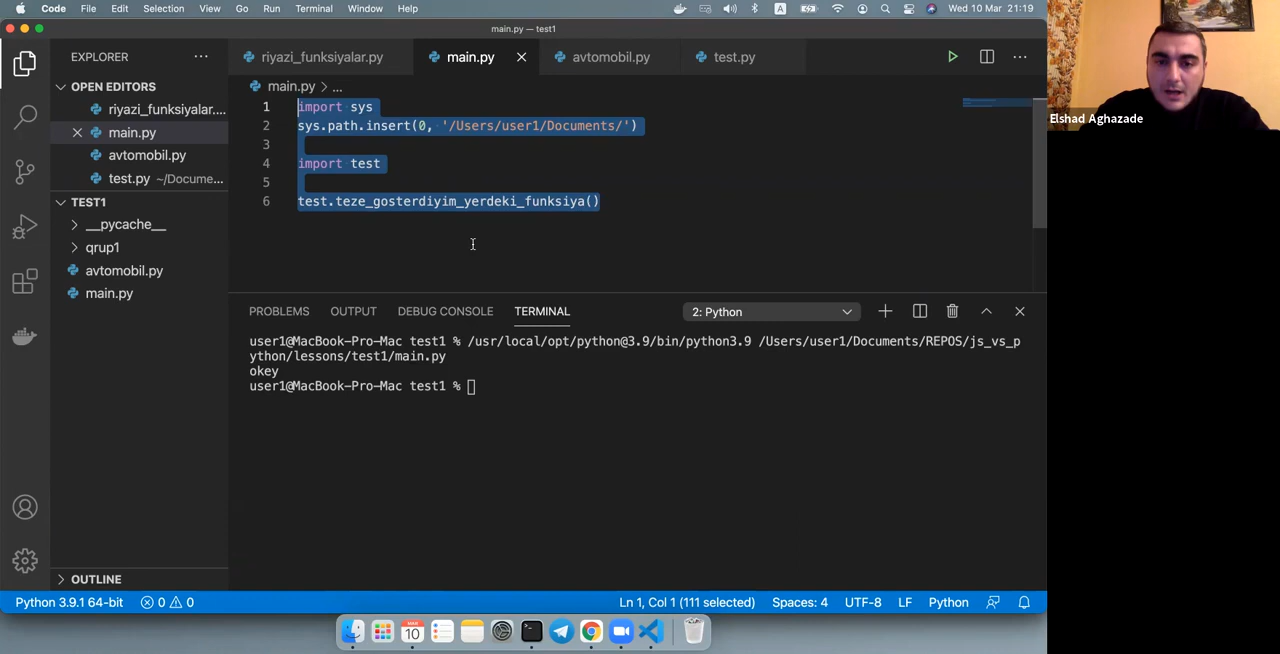 Code File Edit Selection View Go Run Terminal Window Help A Wed 10 Mar 21:19
main.py — test1
EXPLORER ...
riyazi_funksiyalar.py main.py avtomobil.py test.py ...
OPEN EDITORS
main.py > ...
riyazi_funksiyalar....
main.py
avtomobil.py
test.py ~/Docume...
TEST1
__pycache__
qrup1
avtomobil.py
main.py
OUTLINE
1 import sys
2 sys.path.insert(0, '/Users/user1/Documents/')
3
4 import test
5
6 test.teze_gosterdiyim_yerdeki_funksiya()
PROBLEMS OUTPUT DEBUG CONSOLE TERMINAL 2: Python
user1@MacBook-Pro-Mac test1 % /usr/local/opt/python@3.9/bin/python3.9 /Users/user1/Documents/REPOS/js_vs_p
ython/lessons/test1/main.py
okey
user1@MacBook-Pro-Mac test1 %
Python 3.9.1 64-bit 0 0 Ln 1, Col 1 (111 selected) Spaces: 4 UTF-8 LF Python
MAR
10
Elshad Aghazade